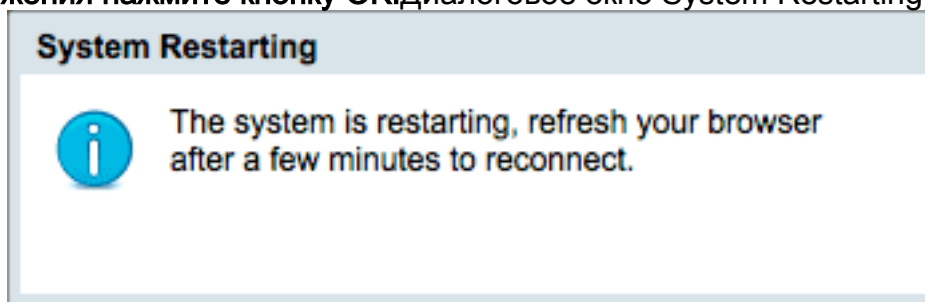 жения нажмите кнопку OK.Диалоговое окно System Restarting
System Restarting
The system is restarting, refresh your browser
after a few minutes to reconnect.